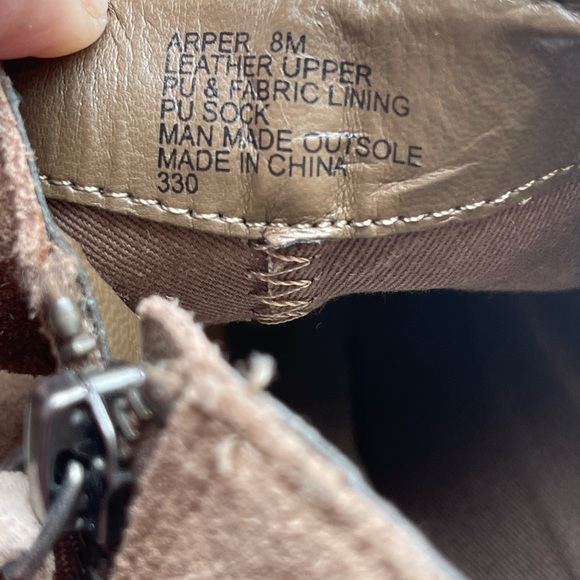 ARPER 8M
LEATHER UPPER
PU & FABRIC LINING
PU SOCK
MAN MADE OUTSOLE
MADE IN CHINA
330